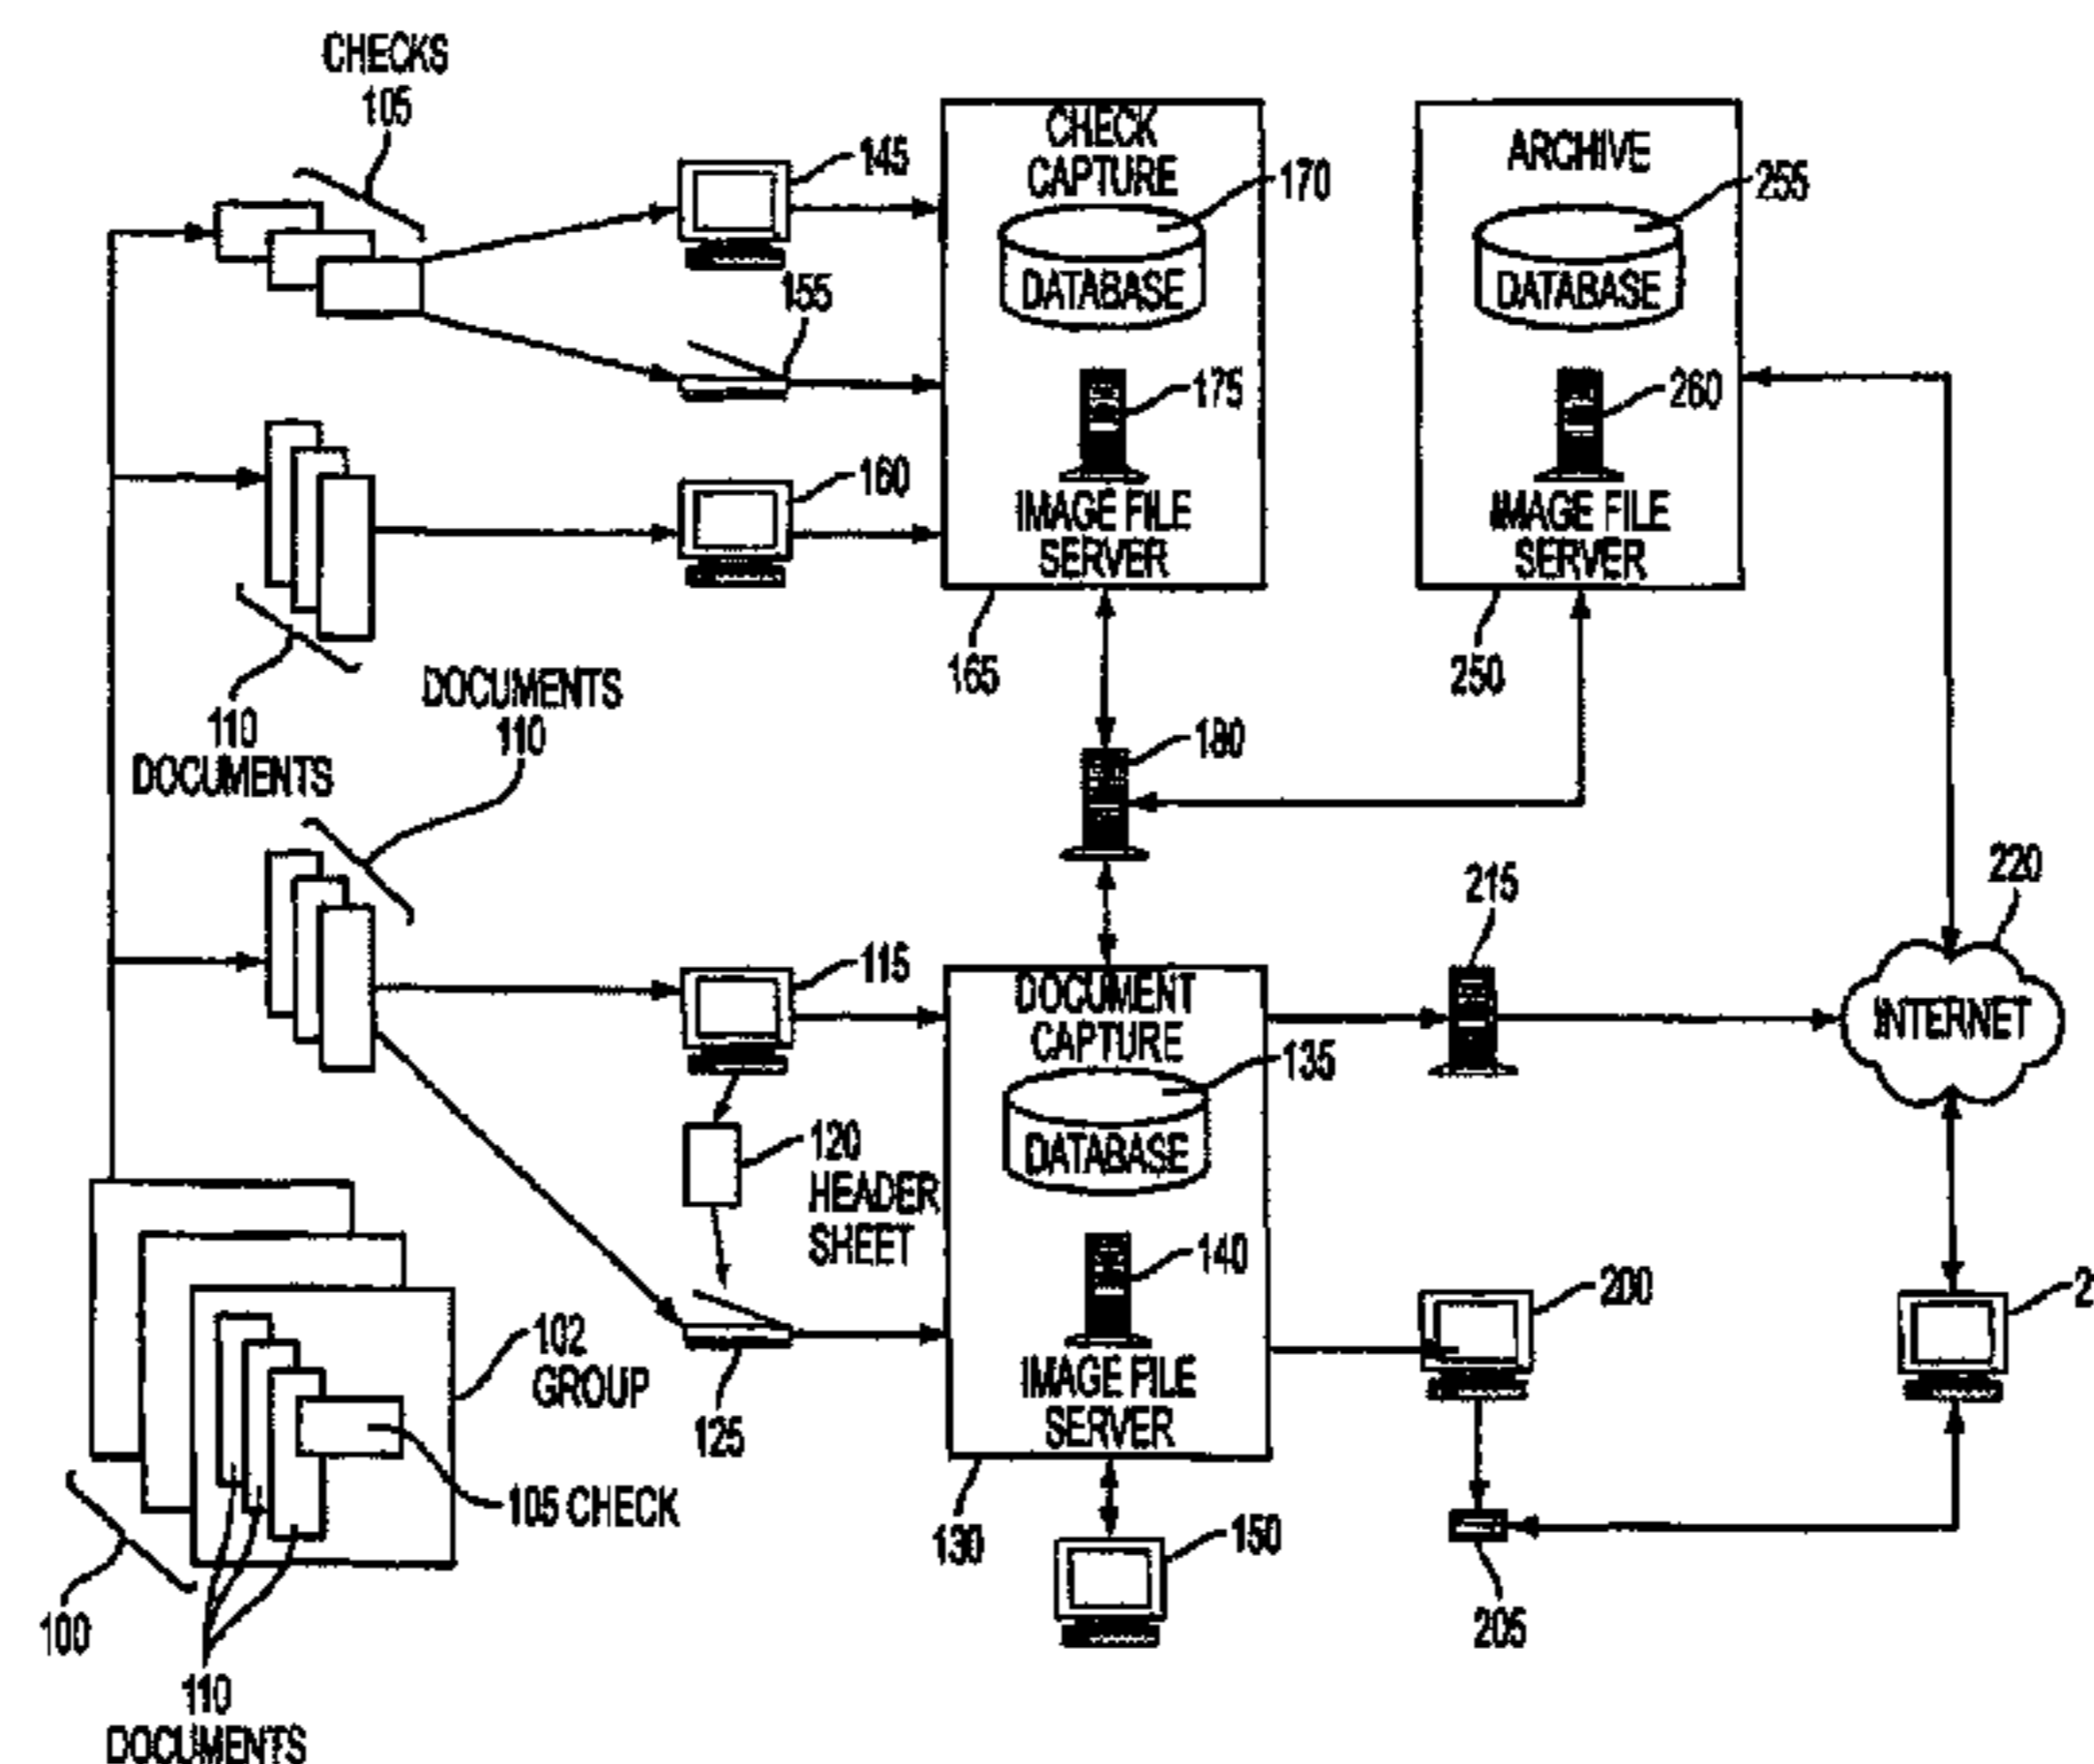 CHECKS
105
145
CHECK
CAPTURE
170
DATABASE
155
175
IMAGE FILE
SERVER
165
ARCHIVE
255
DATABASE
260
IMAGE FILE
SERVER
250
160
110
DOCUMENTS
DOCUMENTS
110
180
215
220
INTERNET
115
DOCUMENT
CAPTURE
135
DATABASE
120
HEADER
SHEET
140
IMAGE FILE
SERVER
130
125
200
2
102
GROUP
105 CHECK
150
205
100
110
DOCUMENTS